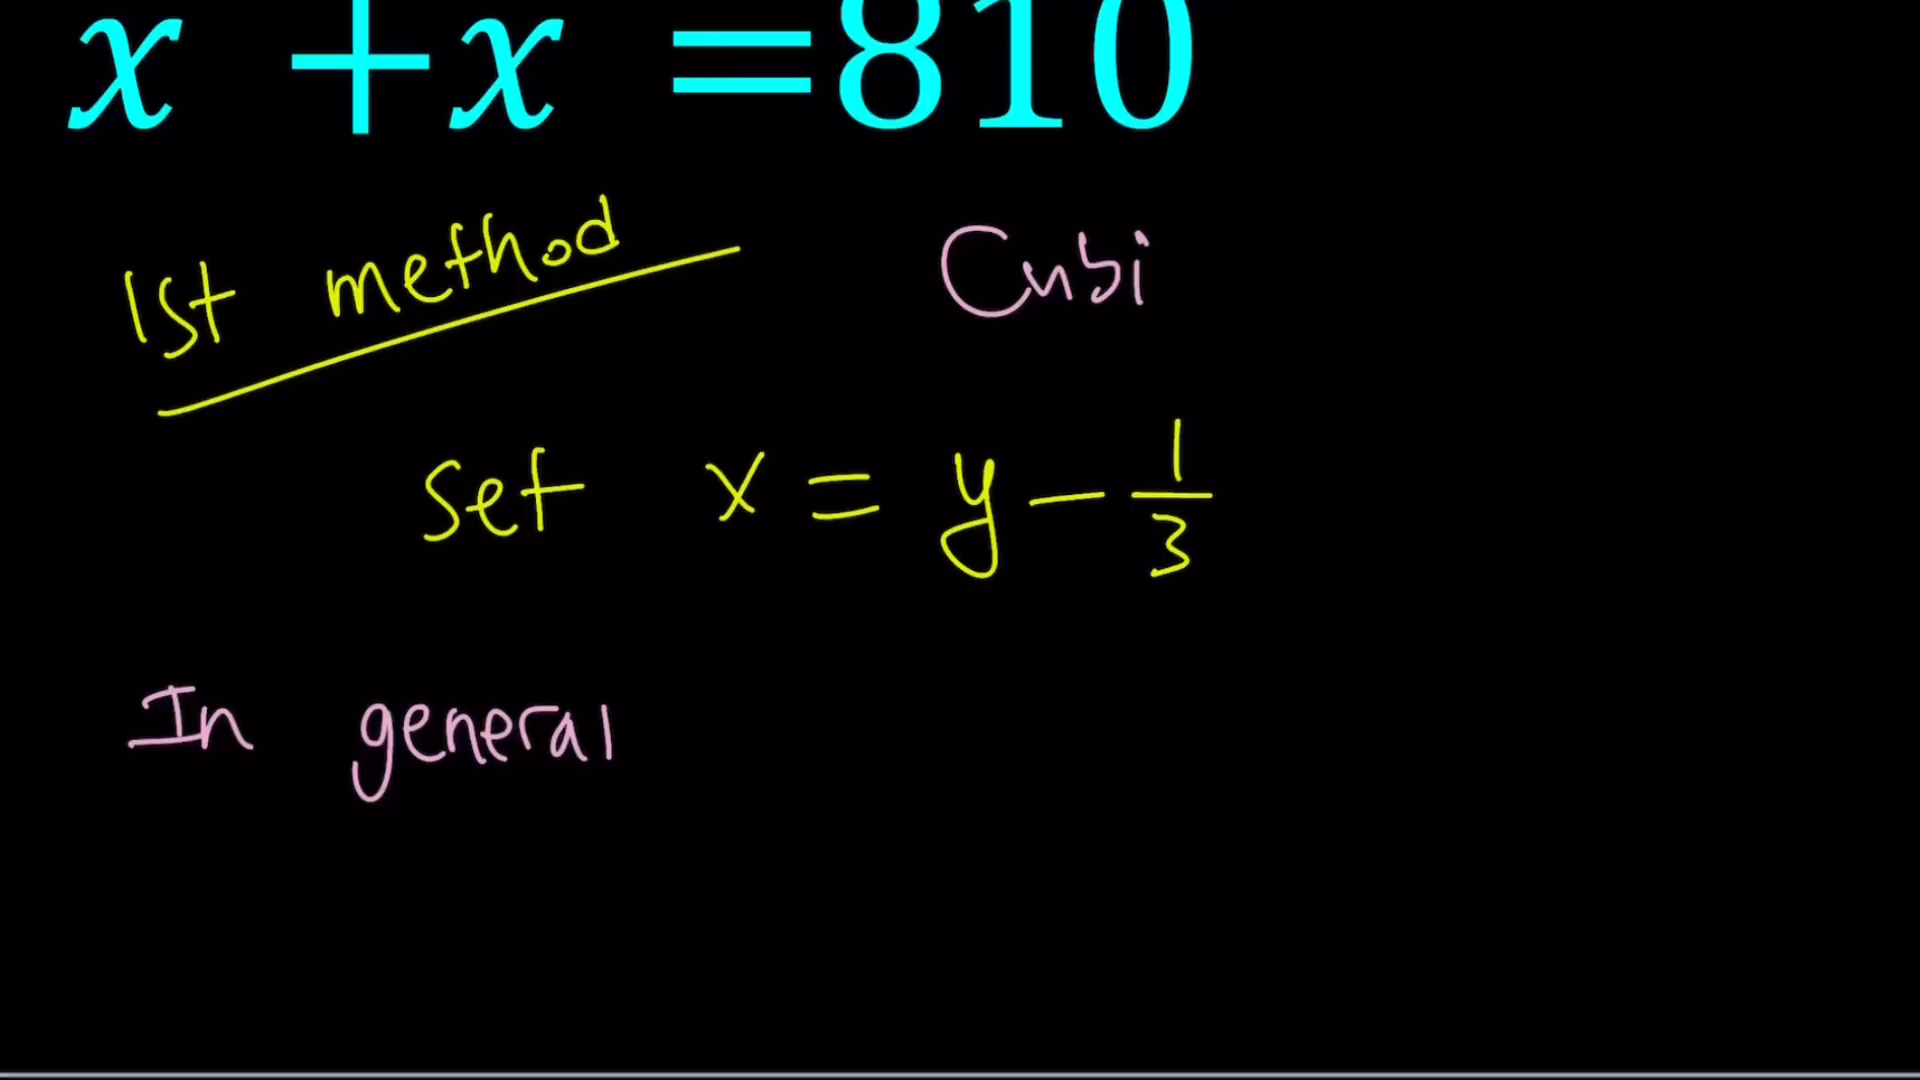 x + x = 810
1st method
Cubi
Set x = y - 1/3
In general